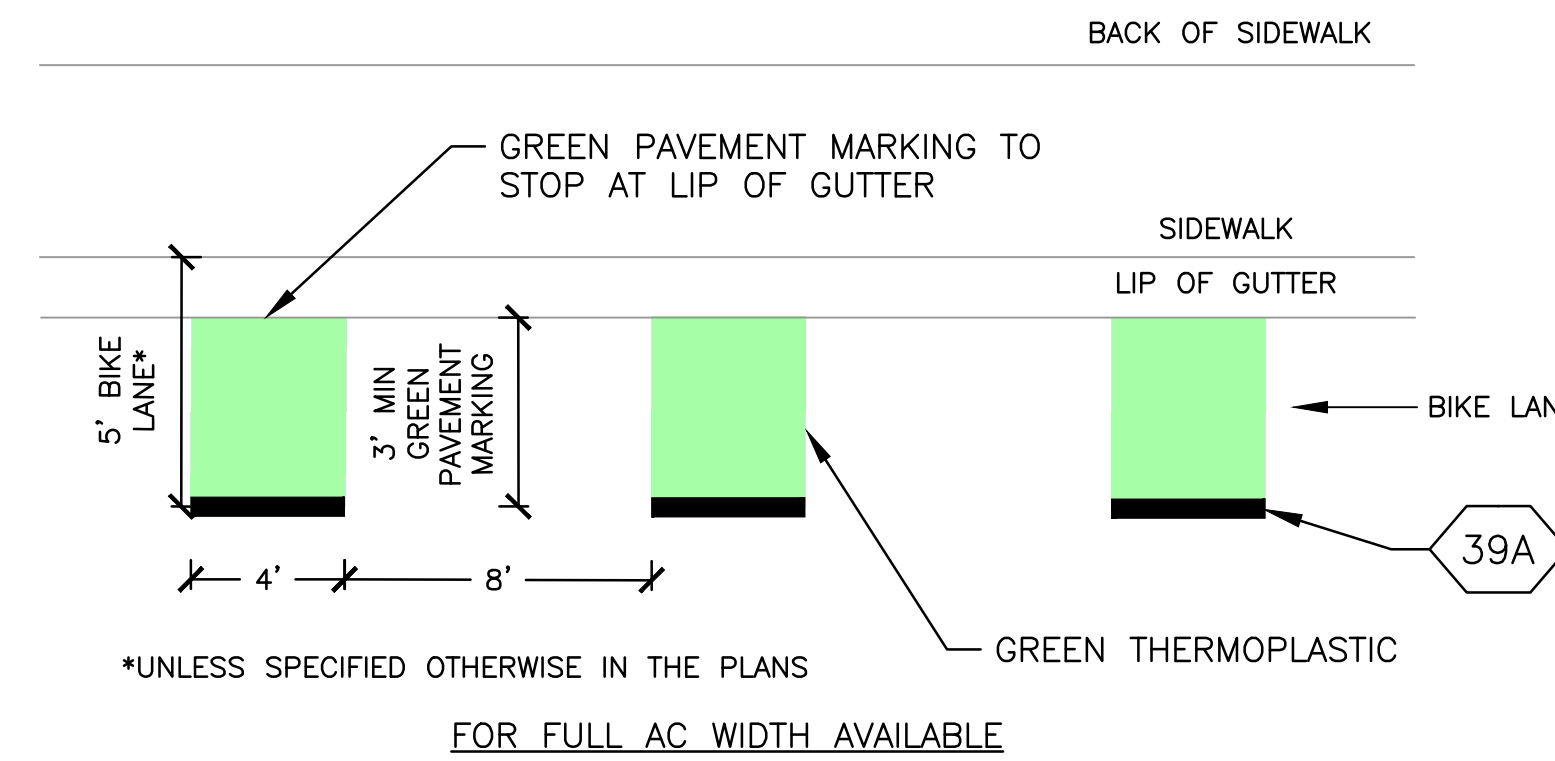 BACK OF SIDEWALK
GREEN PAVEMENT MARKING TO
STOP AT LIP OF GUTTER
SIDEWALK
LIP OF GUTTER
5' BIKE
LANE*
3' MIN
GREEN
PAVEMENT
MARKING
BIKE LAN
39A
4'
8'
GREEN THERMOPLASTIC
*UNLESS SPECIFIED OTHERWISE IN THE PLANS
FOR FULL AC WIDTH AVAILABLE